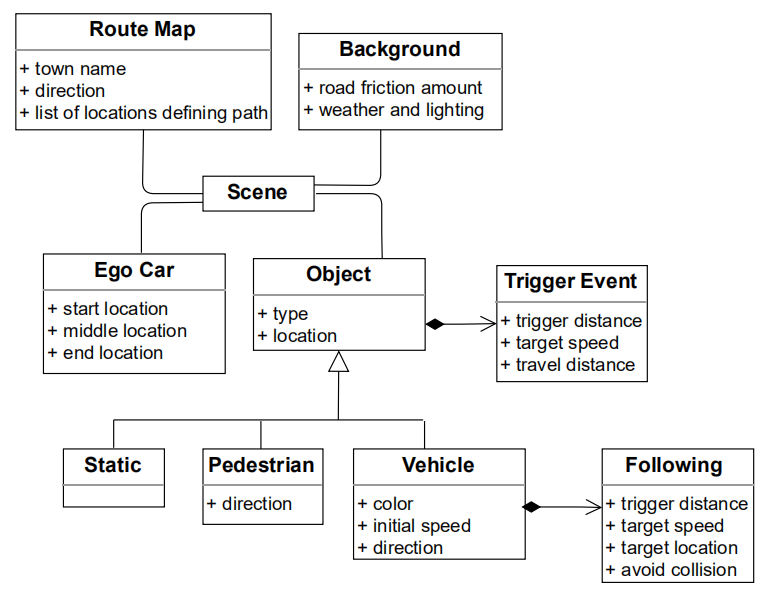 Route Map
+ town name
+ direction
+ list of locations defining path
Background
+ road friction amount
+ weather and lighting
Scene
Ego Car
+ start location
+ middle location
+ end location
Object
+ type
+ location
Trigger Event
+ trigger distance
+ target speed
+ travel distance
Static
Pedestrian
+ direction
Vehicle
+ color
+ initial speed
+ direction
Following
+ trigger distance
+ target speed
+ target location
+ avoid collision